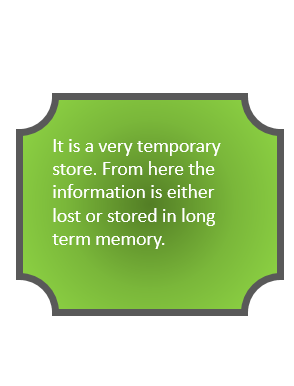 It is a very temporary
store. From here the
information is either
lost or stored in long
term memory.